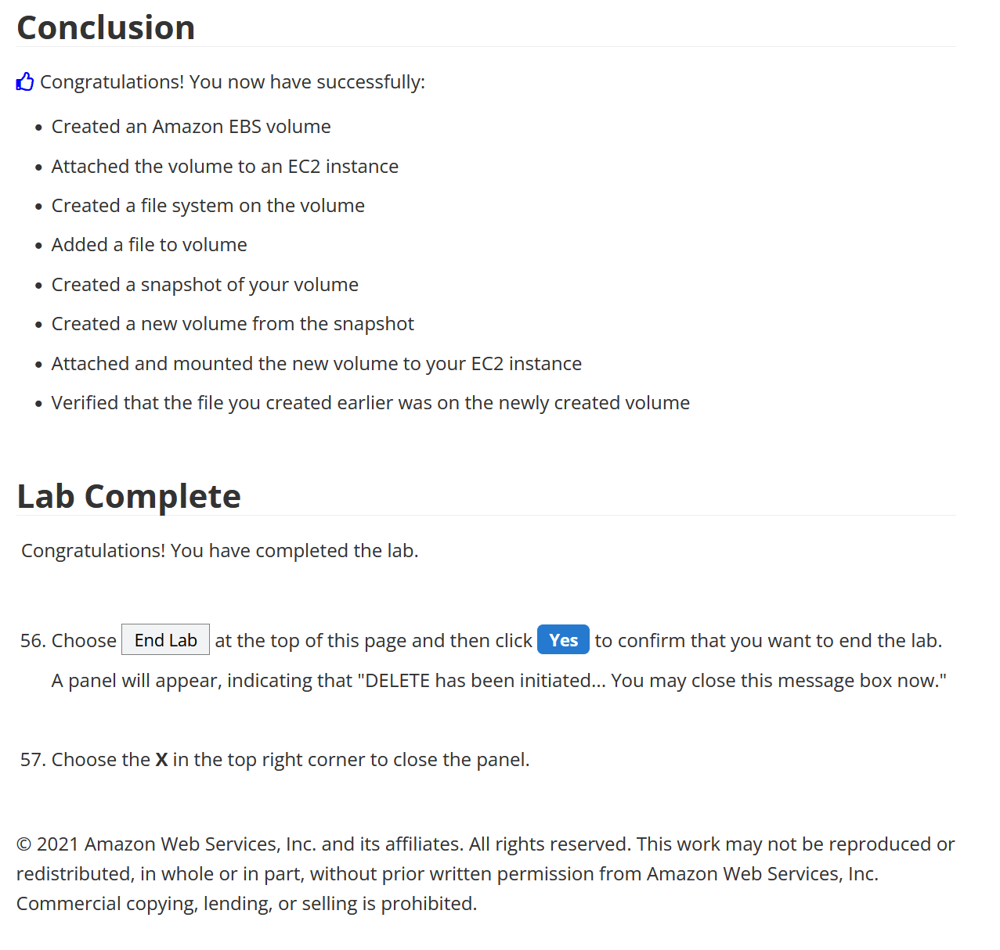 Conclusion
Congratulations! You now have successfully:
• Created an Amazon EBS volume
• Attached the volume to an EC2 instance
• Created a file system on the volume
• Added a file to volume
• Created a snapshot of your volume
• Created a new volume from the snapshot
• Attached and mounted the new volume to your EC2 instance
• Verified that the file you created earlier was on the newly created volume
Lab Complete
Congratulations! You have completed the lab.
56. Choose End Lab at the top of this page and then click Yes to confirm that you want to end the lab.
A panel will appear, indicating that "DELETE has been initiated... You may close this message box now."
57. Choose the X in the top right corner to close the panel.
© 2021 Amazon Web Services, Inc. and its affiliates. All rights reserved. This work may not be reproduced or
redistributed, in whole or in part, without prior written permission from Amazon Web Services, Inc.
Commercial copying, lending, or selling is prohibited.